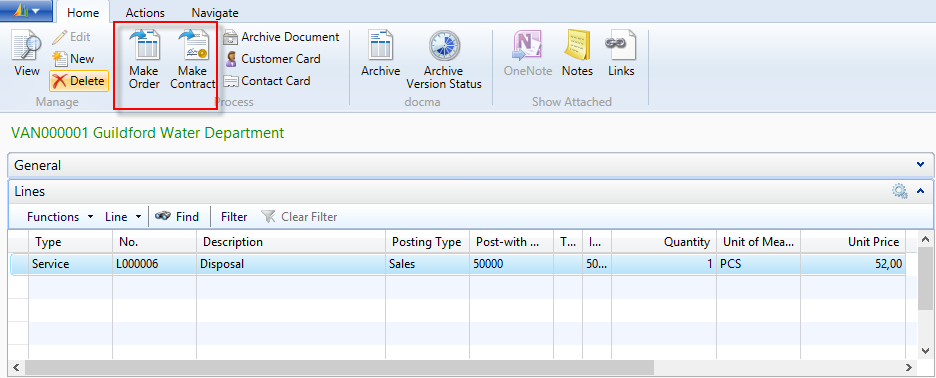 Home Actions Navigate
View
Edit
New
Delete
Manage
Make Order
Make Contract
Archive Document
Customer Card
Contact Card
Process
Archive
Archive Version Status
docma
OneNote
Notes
Links
Show Attached
VAN000001 Guildford Water Department
General
Lines
Functions Line Find Filter Clear Filter
Type No. Description Posting Type Post-with ... T... I... Quantity Unit of Mea... Unit Price
Service L000006 Disposal Sales 50000 50... 1 PCS 52,00